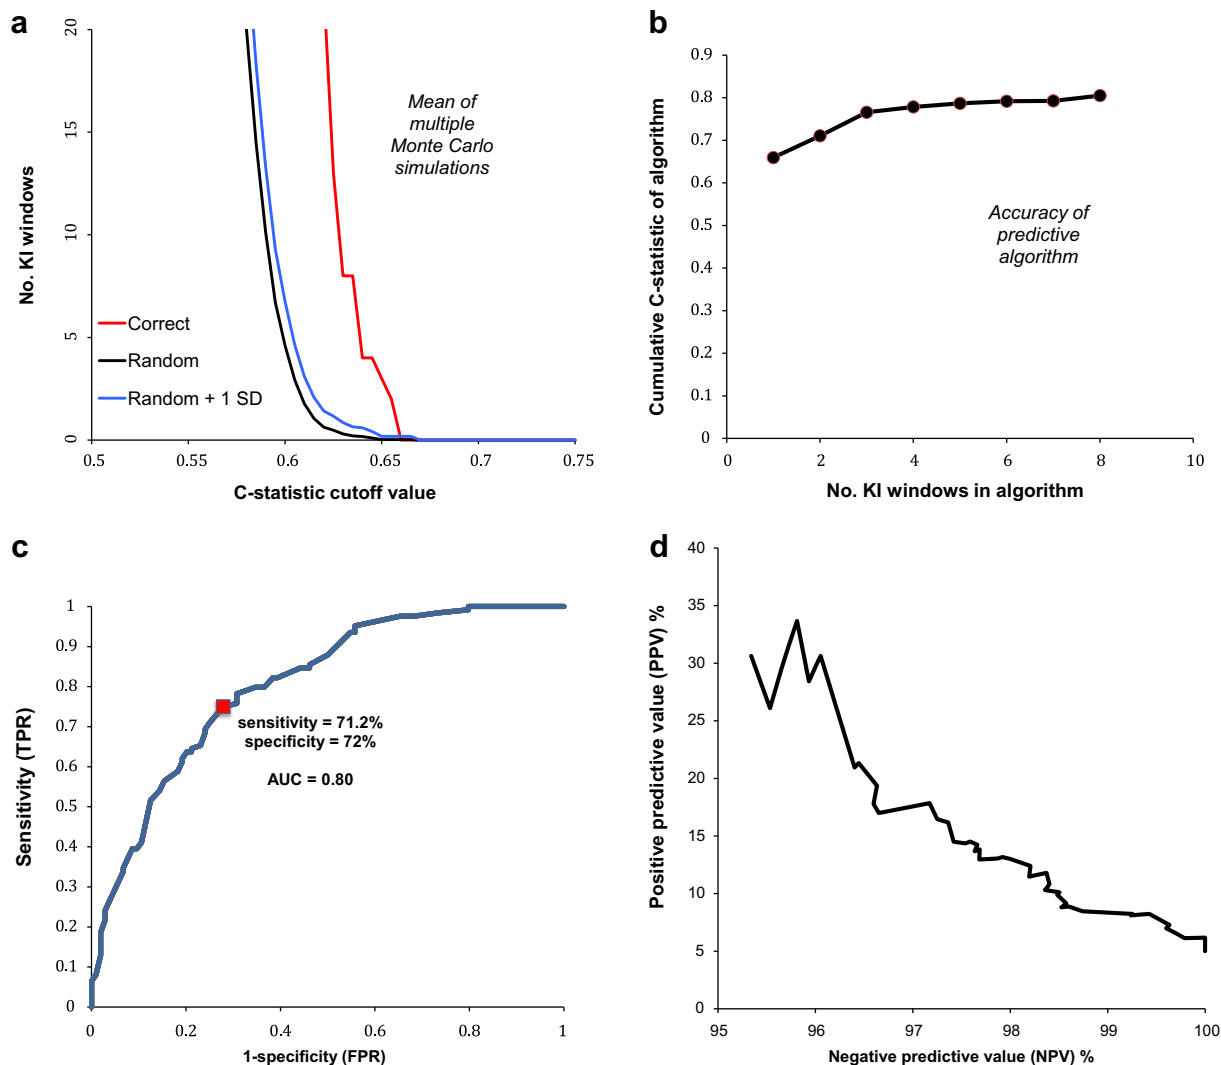 a
No. KI windows
20
15
10
5
0
Mean of
multiple
Monte Carlo
simulations
Correct
Random
Random + 1 SD
0.5
0.55
0.6
0.65
0.7
0.75
C-statistic cutoff value
b
Cumulative C-statistic of algorithm
0.9
0.8
0.7
0.6
0.5
0.4
0.3
0.2
0.1
0
Accuracy of
predictive
algorithm
0
2
4
6
8
10
No. KI windows in algorithm
c
Sensitivity (TPR)
1
0.9
0.8
0.7
0.6
0.5
0.4
0.3
0.2
0.1
0
sensitivity = 71.2%
specificity = 72%
AUC = 0.80
0
0.2
0.4
0.6
0.8
1
1-specificity (FPR)
d
Positive predictive value (PPV) %
40
35
30
25
20
15
10
5
0
95
96
97
98
99
100
Negative predictive value (NPV) %